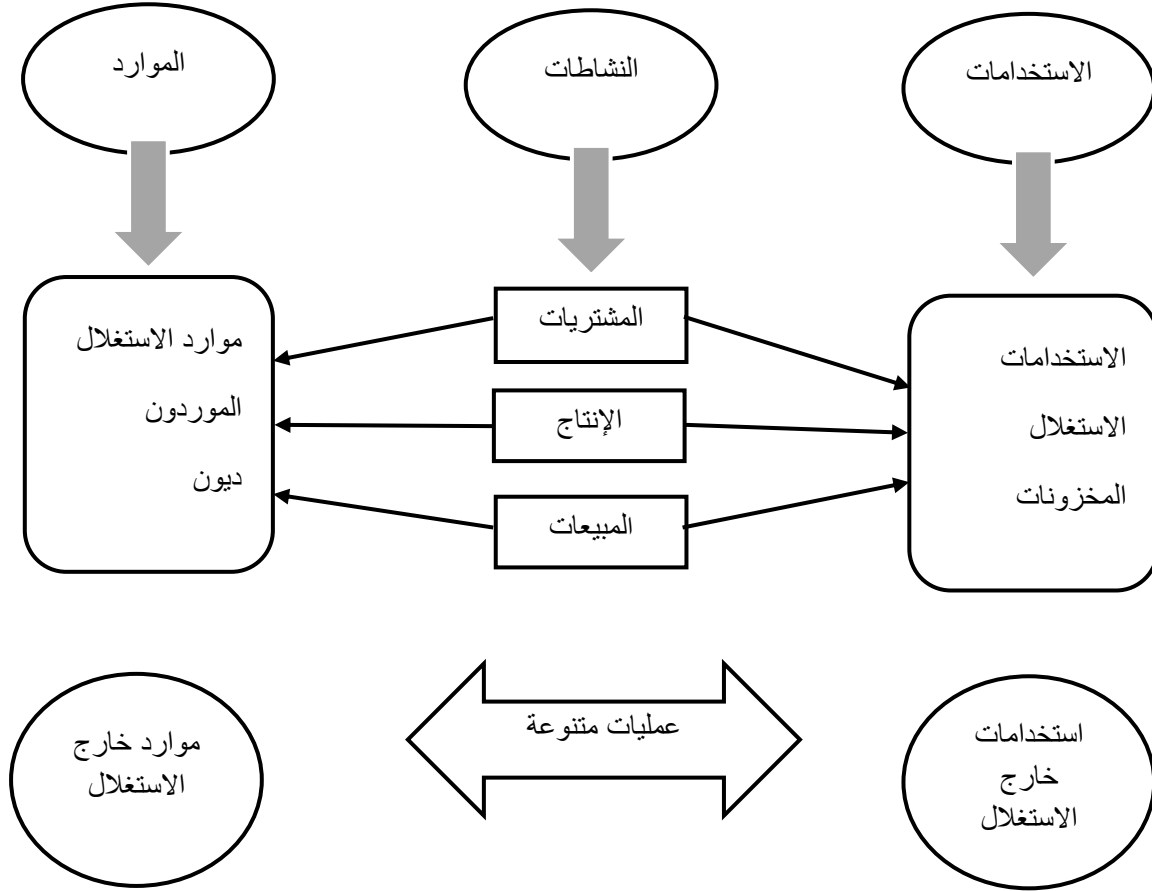 الاستخدامات
النشاطات
الموارد
الاستخدامات
الاستغلال
المخزونات
المشتريات
الإنتاج
المبيعات
موارد الاستغلال
الموردون
ديون
استخدامات
خارج
الاستغلال
عمليات متنوعة
موارد خارج
الاستغلال